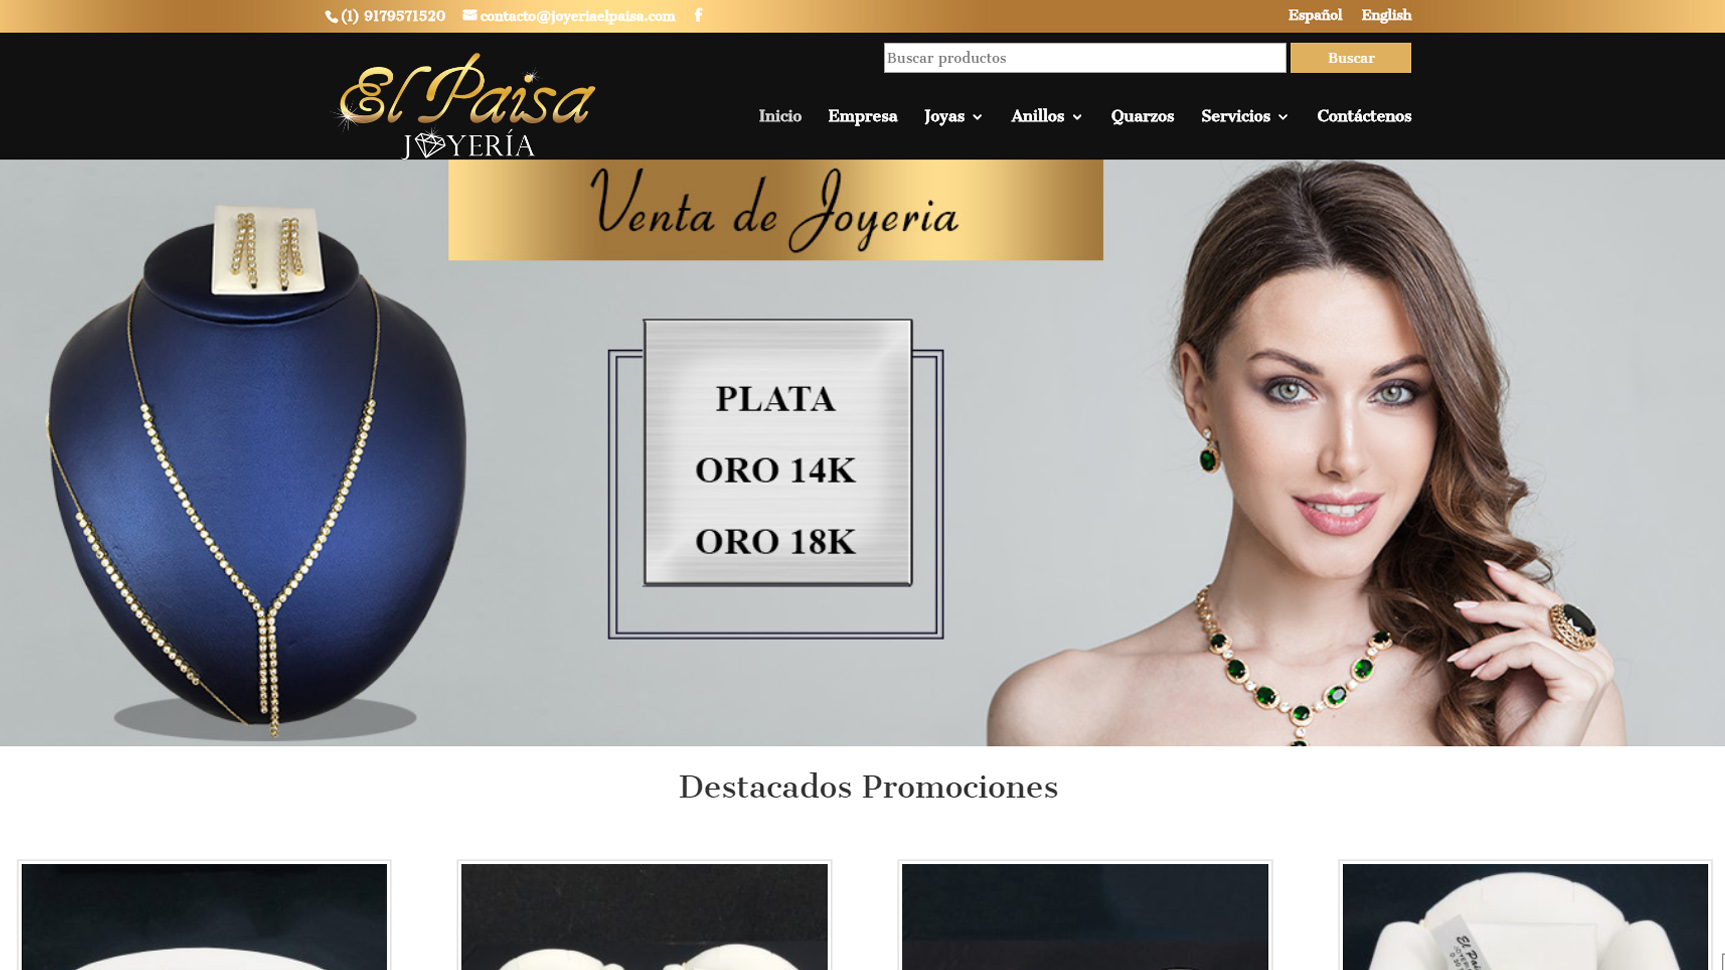 (1) 9179571520 contacto@joyeriaelpaisa.com
Español English
El Paisa
JOYERÍA
Buscar productos Buscar
Inicio Empresa Joyas Anillos Quarzos Servicios Contáctenos
Venta de Joyeria
PLATA
ORO 14K
ORO 18K
Destacados Promociones